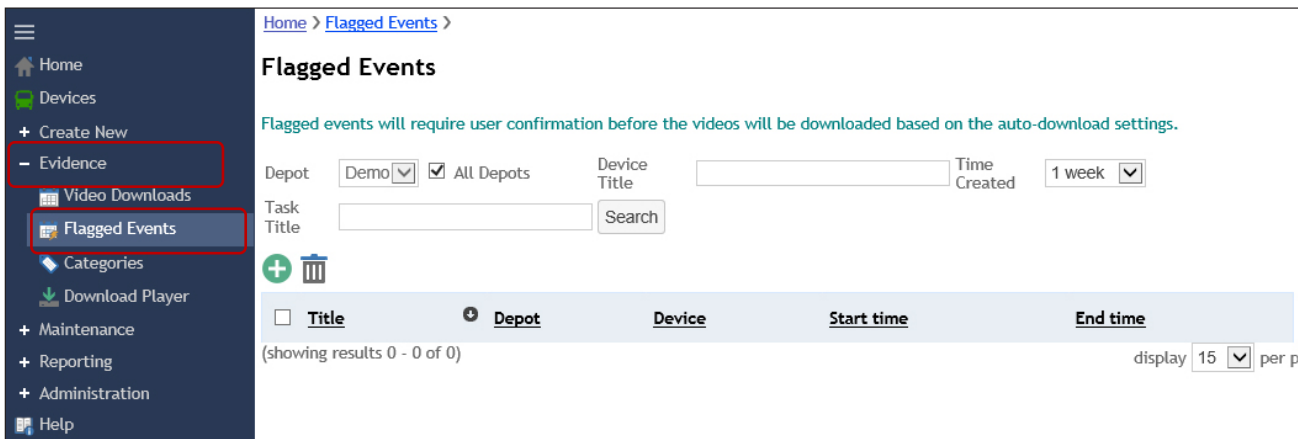 Home
Devices
+ Create New
– Evidence
Video Downloads
Flagged Events
Categories
Download Player
+ Maintenance
+ Reporting
+ Administration
Help
Home > Flagged Events >
Flagged Events
Flagged events will require user confirmation before the videos will be downloaded based on the auto-download settings.
Depot Demo All Depots Device Title Time Created 1 week
Task Title Search
Title Depot Device Start time End time
(showing results 0 - 0 of 0) display 15 per p